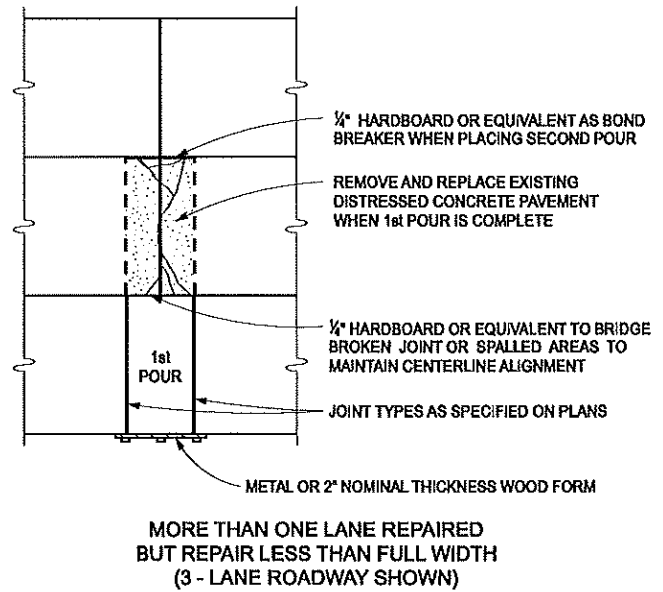 ¼" HARDBOARD OR EQUIVALENT AS BOND
BREAKER WHEN PLACING SECOND POUR
REMOVE AND REPLACE EXISTING
DISTRESSED CONCRETE PAVEMENT
WHEN 1st POUR IS COMPLETE
¼" HARDBOARD OR EQUIVALENT TO BRIDGE
BROKEN JOINT OR SPALLED AREAS TO
MAINTAIN CENTERLINE ALIGNMENT
1st
POUR
JOINT TYPES AS SPECIFIED ON PLANS
METAL OR 2" NOMINAL THICKNESS WOOD FORM
MORE THAN ONE LANE REPAIRED
BUT REPAIR LESS THAN FULL WIDTH
(3 - LANE ROADWAY SHOWN)